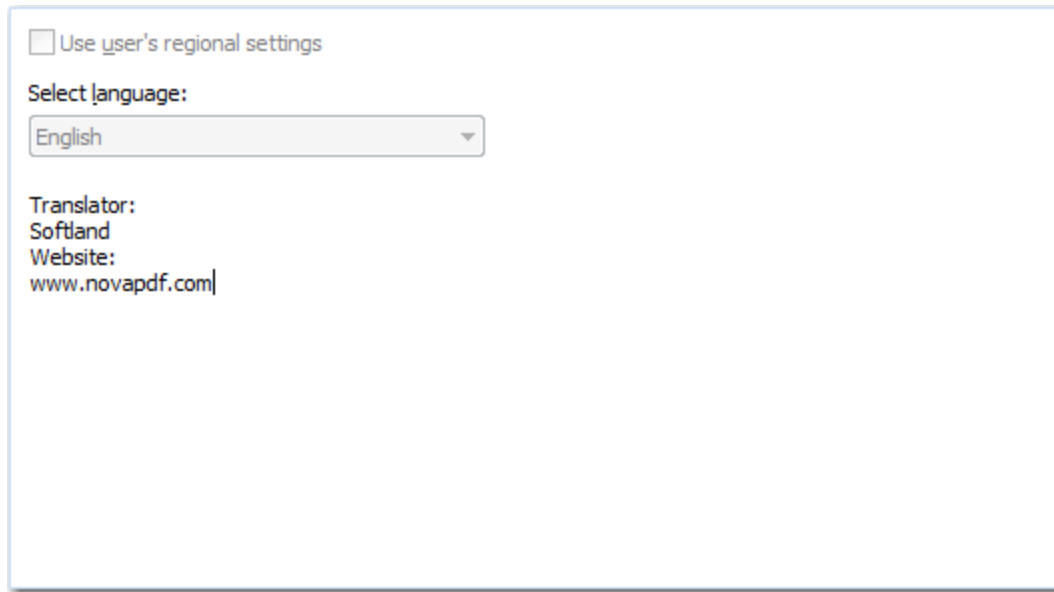 Use user's regional settings
Select language:
English
Translator:
Softland
Website:
www.novapdf.com